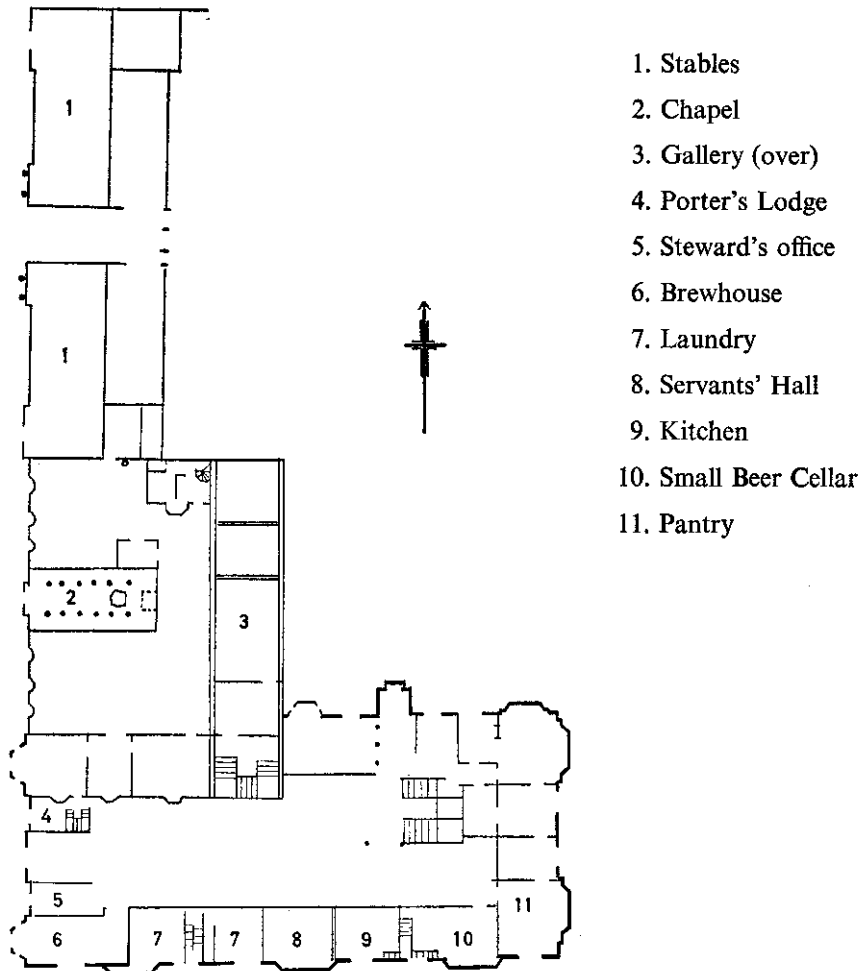 1
1
2
3
4
5
6
7
7
8
9
10
11
1. Stables
2. Chapel
3. Gallery (over)
4. Porter's Lodge
5. Steward's office
6. Brewhouse
7. Laundry
8. Servants' Hall
9. Kitchen
10. Small Beer Cellar
11. Pantry